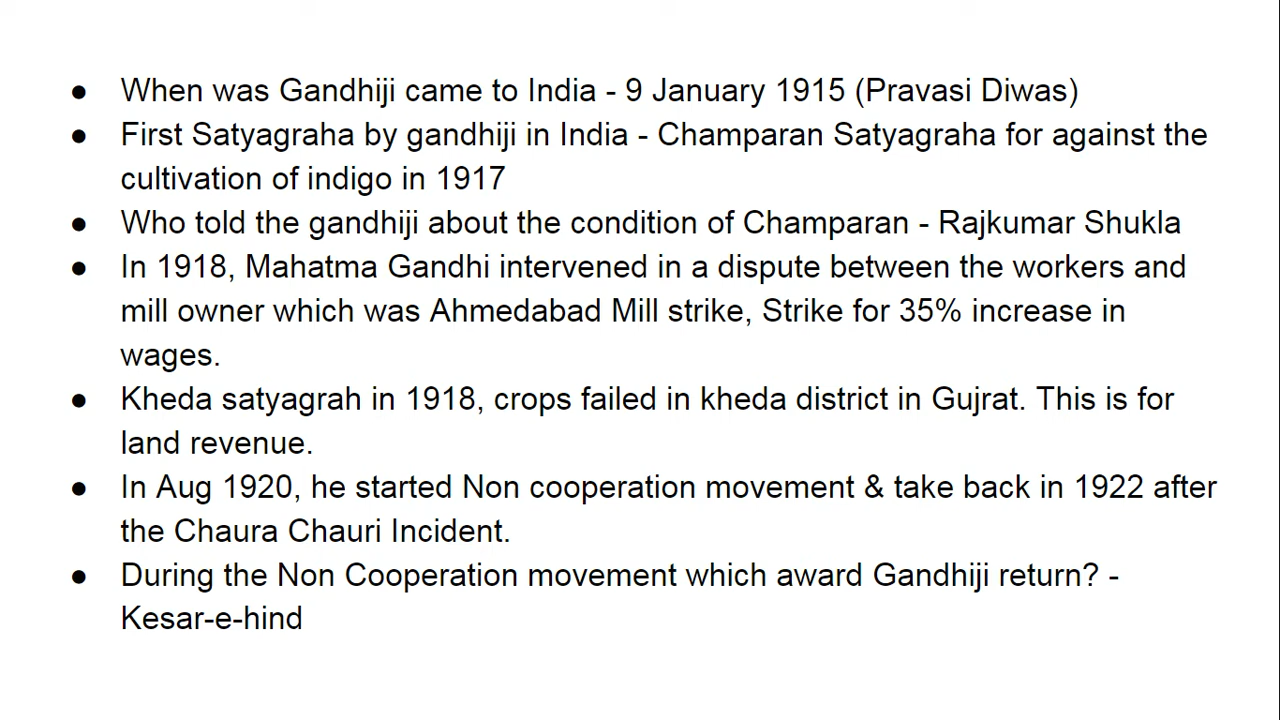 ● When was Gandhiji came to India - 9 January 1915 (Pravasi Diwas)
● First Satyagraha by gandhiji in India - Champaran Satyagraha for against the
cultivation of indigo in 1917
● Who told the gandhiji about the condition of Champaran - Rajkumar Shukla
● In 1918, Mahatma Gandhi intervened in a dispute between the workers and
mill owner which was Ahmedabad Mill strike, Strike for 35% increase in
wages.
● Kheda satyagrah in 1918, crops failed in kheda district in Gujrat. This is for
land revenue.
● In Aug 1920, he started Non cooperation movement & take back in 1922 after
the Chaura Chauri Incident.
● During the Non Cooperation movement which award Gandhiji return? -
Kesar-e-hind